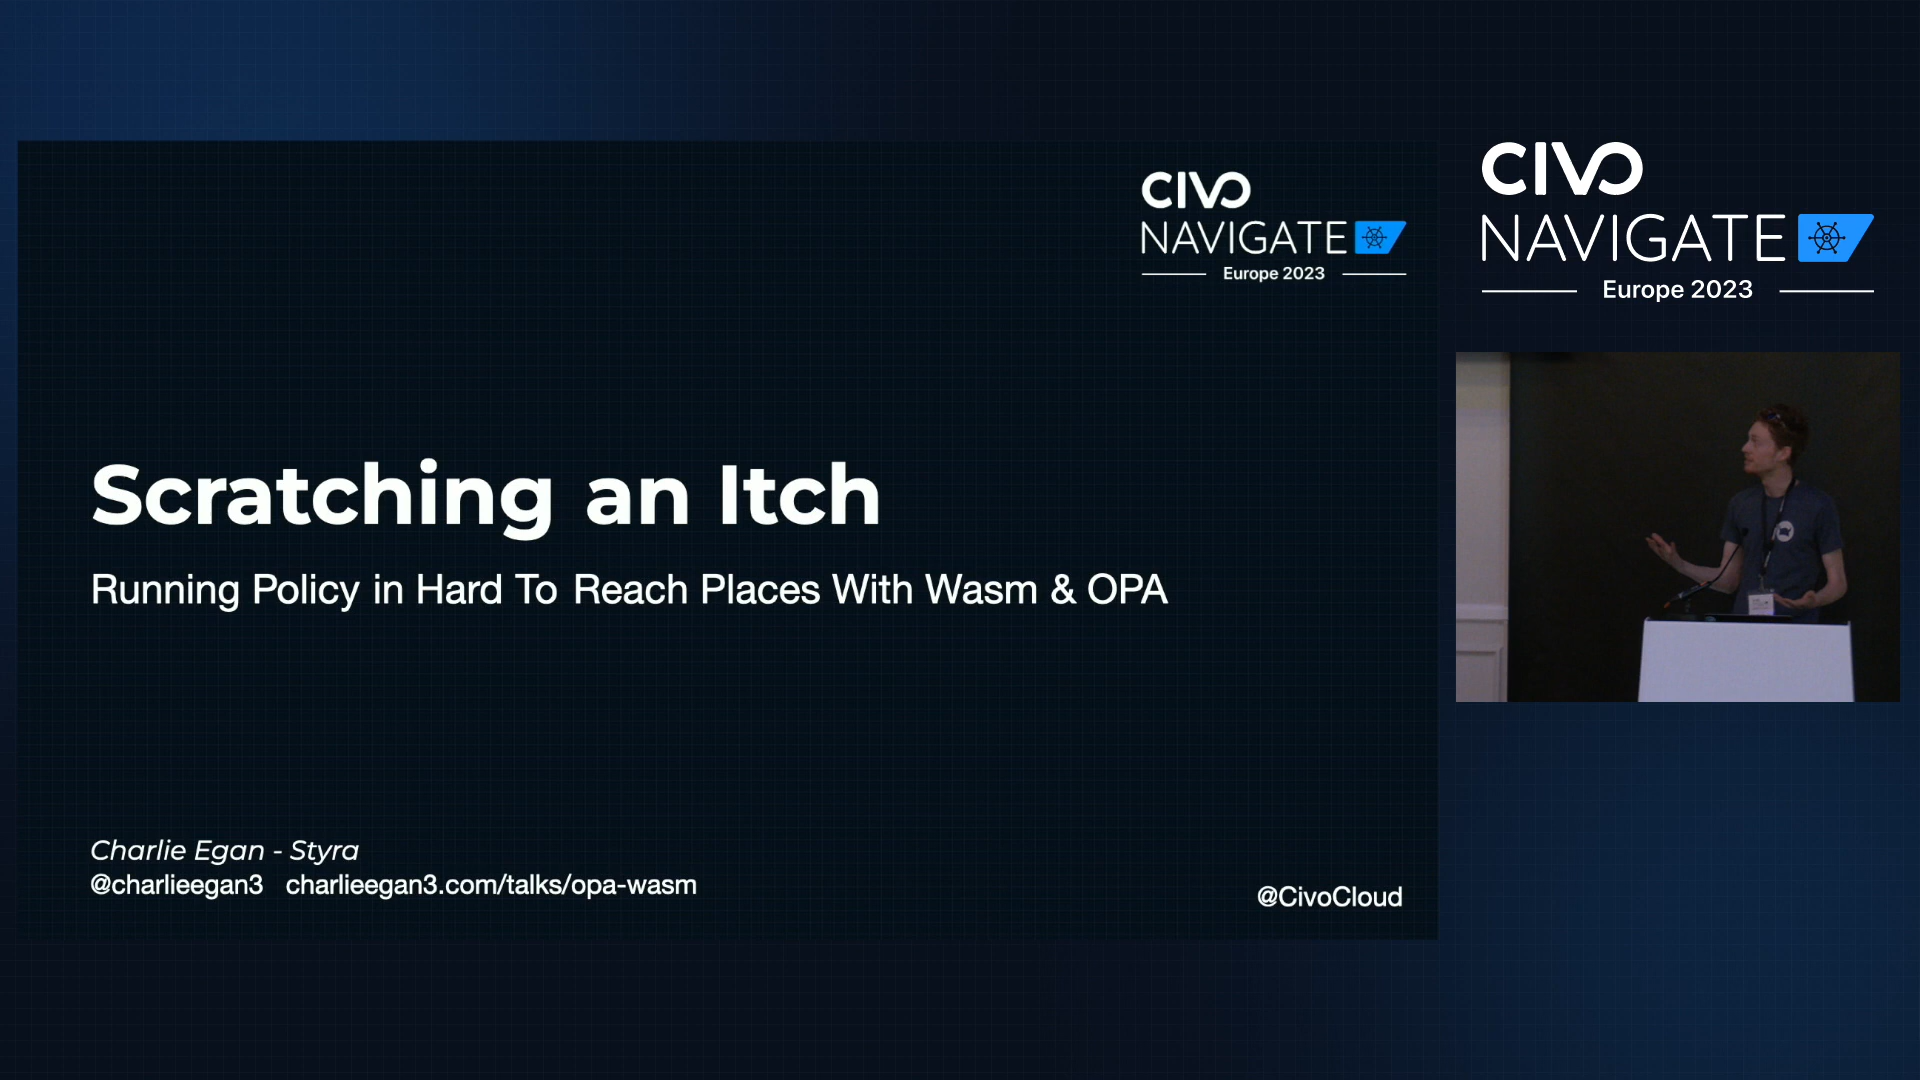 CIVO
NAVIGATE
Europe 2023
Scratching an Itch
Running Policy in Hard To Reach Places With Wasm & OPA
Charlie Egan - Styra
@charlieegan3 charlieegan3.com/talks/opa-wasm
@CivoCloud
CIVO
NAVIGATE
Europe 2023